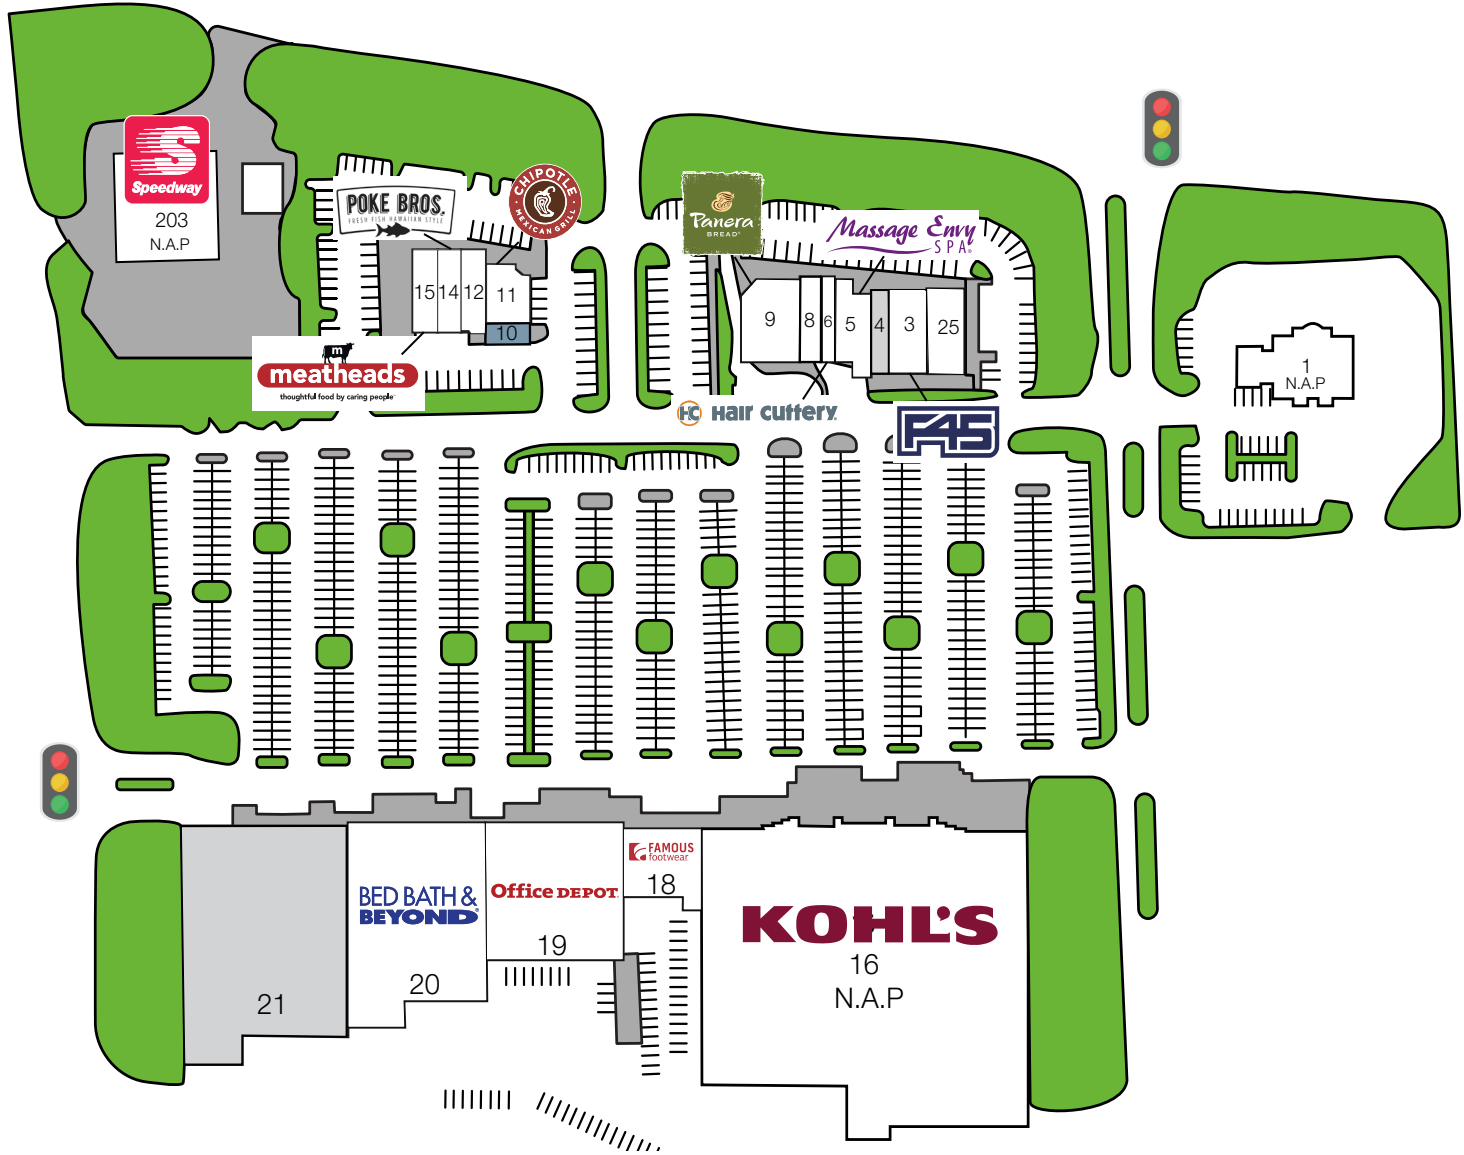 Speedway
203
N.A.P
POKE BROS.
FRESH FISH HAWAIIAN STYLE
CHIPOTLE
MEXICAN GRILL
15
14
12
11
10
m
meatheads
thoughtful food by caring people
Panera
BREAD
Massage Envy
SPA
9
8
6
5
4
3
25
HC Hair Cuttery
F45
1
N.A.P
21
BED BATH &
BEYOND
20
Office DEPOT
19
FAMOUS
footwear
18
KOHL'S
16
N.A.P